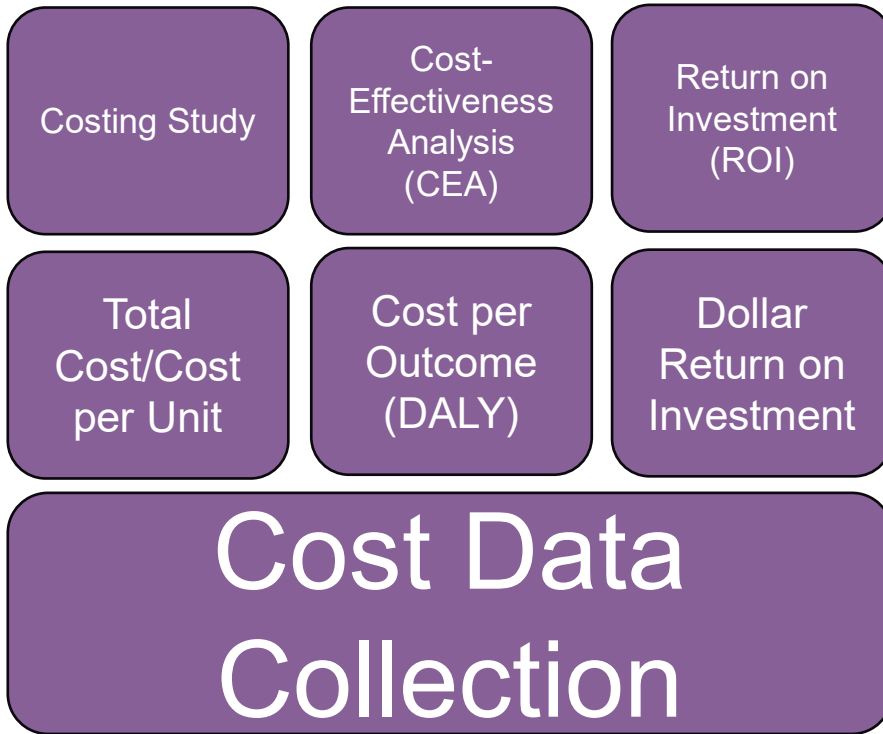 Costing Study
Cost-
Effectiveness
Analysis
(CEA)
Return on
Investment
(ROI)
Total
Cost/Cost
per Unit
Cost per
Outcome
(DALY)
Dollar
Return on
Investment
Cost Data
Collection